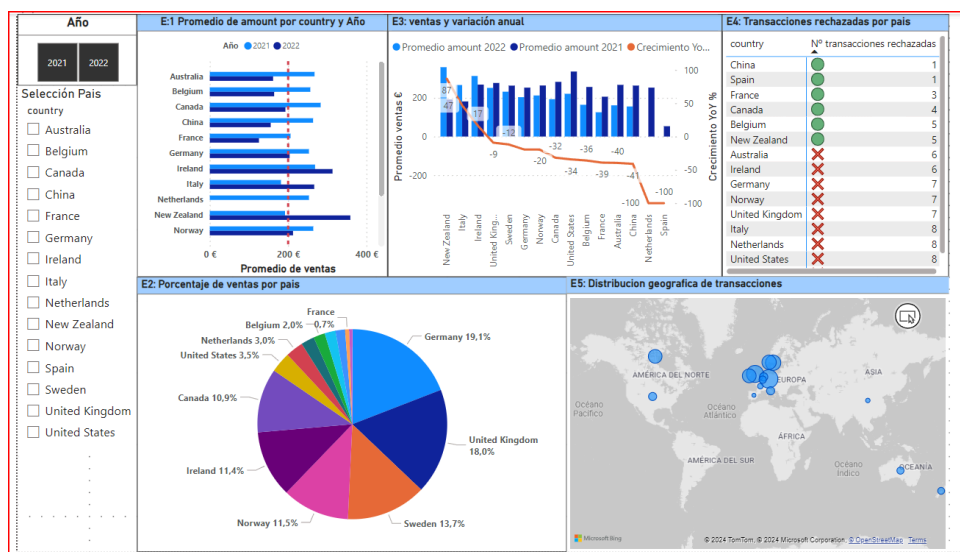 Año
2021 2022
Selección Pais
country
Australia
Belgium
Canada
China
France
Germany
Ireland
Italy
Netherlands
New Zealand
Norway
Spain
Sweden
United Kingdom
United States
E:1 Promedio de amount por country y Año
Año 2021 2022
Australia
Belgium
Canada
China
France
Germany
Ireland
Italy
Netherlands
New Zealand
Norway
0 € 200 € 400 €
Promedio de ventas
E3: ventas y variación anual
Promedio amount 2022 Promedio amount 2021 Crecimiento Yo...
Promedio ventas €
200
0
-200
87
47
17
-9
-12
-20
-32
-34
-36
-39
-40
-41
-100
-100
100
50
0
-50
-100
Crecimiento YoY %
New Zealand
Italy
Ireland
United King...
Sweden
Germany
Norway
Canada
United States
Belgium
France
Australia
China
Netherlands
Spain
E4: Transacciones rechazadas por pais
country Nº transacciones rechazadas
China 1
Spain 1
France 3
Canada 4
Belgium 5
New Zealand 5
Australia 6
Ireland 6
Germany 7
Norway 7
United Kingdom 7
Italy 8
Netherlands 8
United States 8
E2: Porcentaje de ventas por pais
France
0,7%
Belgium 2,0%
Netherlands 3,0%
United States 3,5%
Canada 10,9%
Ireland 11,4%
Norway 11,5%
Sweden 13,7%
United Kingdom
18,0%
Germany 19,1%
E5: Distribucion geografica de transacciones
AMÉRICA DEL NORTE
EUROPA
ASIA
Océano
Pacífico
Océano
Atlántico
ÁFRICA
AMÉRICA DEL SUR
Océano
Índico
OCEANÍA
Microsoft Bing
© 2024 TomTom, © 2024 Microsoft Corporation, © OpenStreetMap Terms